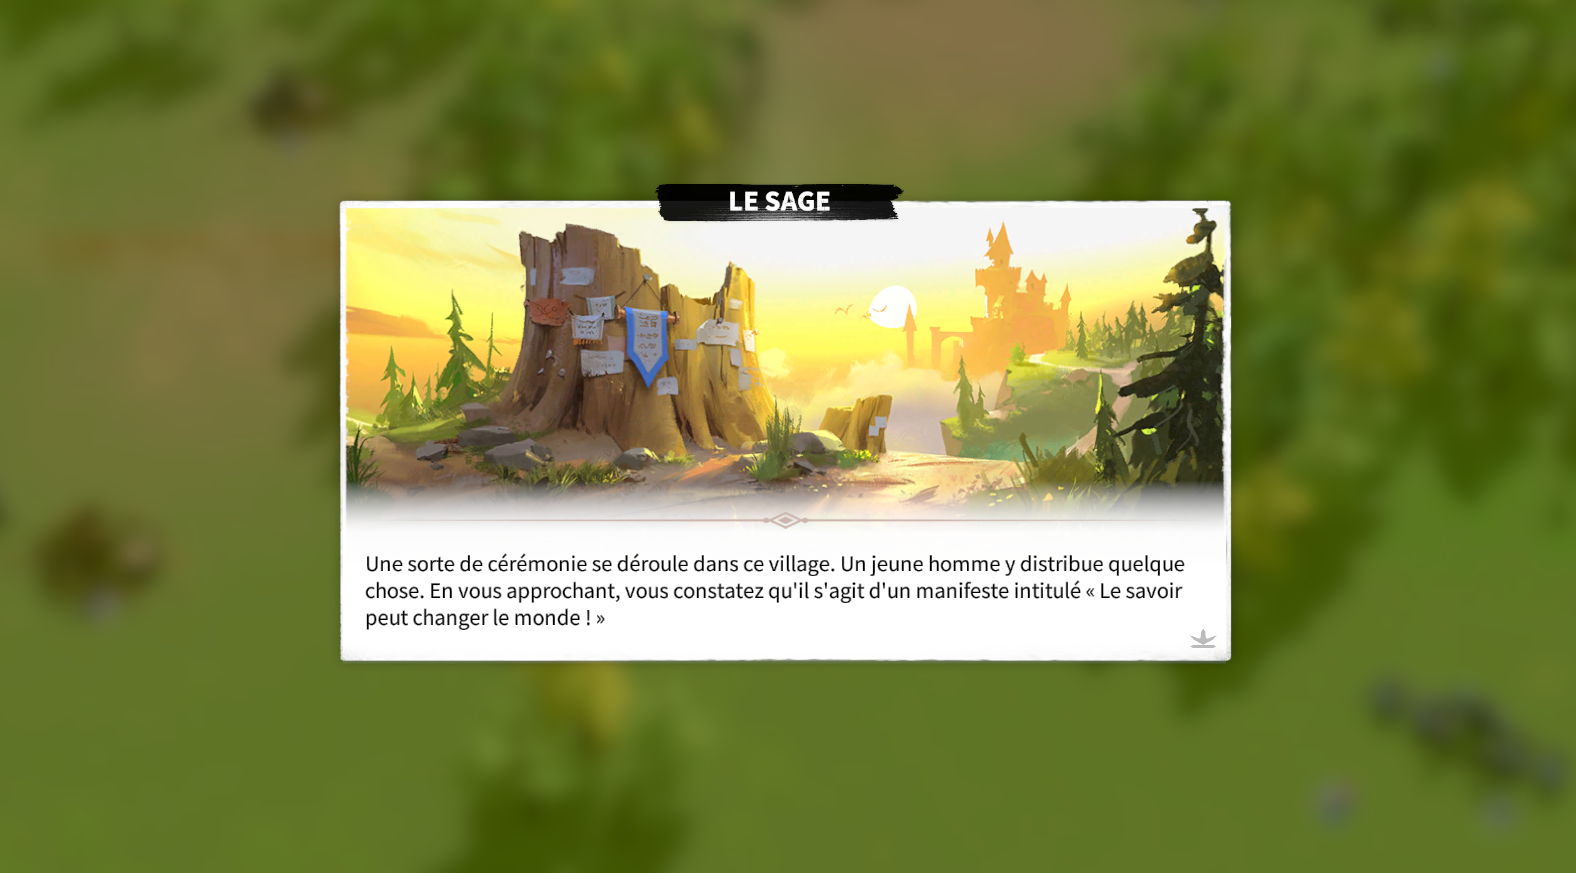 LE SAGE
Une sorte de cérémonie se déroule dans ce village. Un jeune homme y distribue quelque
chose. En vous approchant, vous constatez qu'il s'agit d'un manifeste intitulé « Le savoir
peut changer le monde ! »